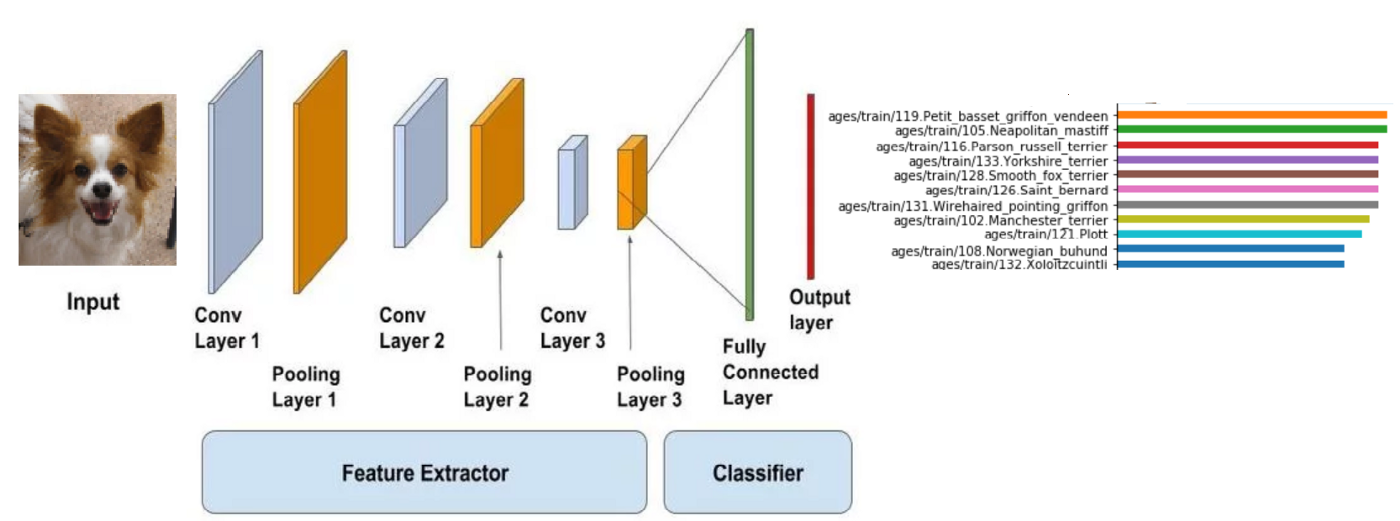 ages/train/119.Petit_basset_griffon_vendeen
ages/train/105.Neapolitan_mastiff
ages/train/116.Parson_russell_terrier
ages/train/133.Yorkshire_terrier
ages/train/128.Smooth_fox_terrier
ages/train/126.Saint_bernard
ages/train/131.Wirehaired_pointing_griffon
ages/train/102.Manchester_terrier
ages/train/121.Plott
ages/train/108.Norwegian_buhund
ages/train/132.Xoloitzcuintli
Input
Conv
Layer 1
Pooling
Layer 1
Conv
Layer 2
Pooling
Layer 2
Conv
Layer 3
Pooling
Layer 3
Fully
Connected
Layer
Output
layer
Feature Extractor
Classifier